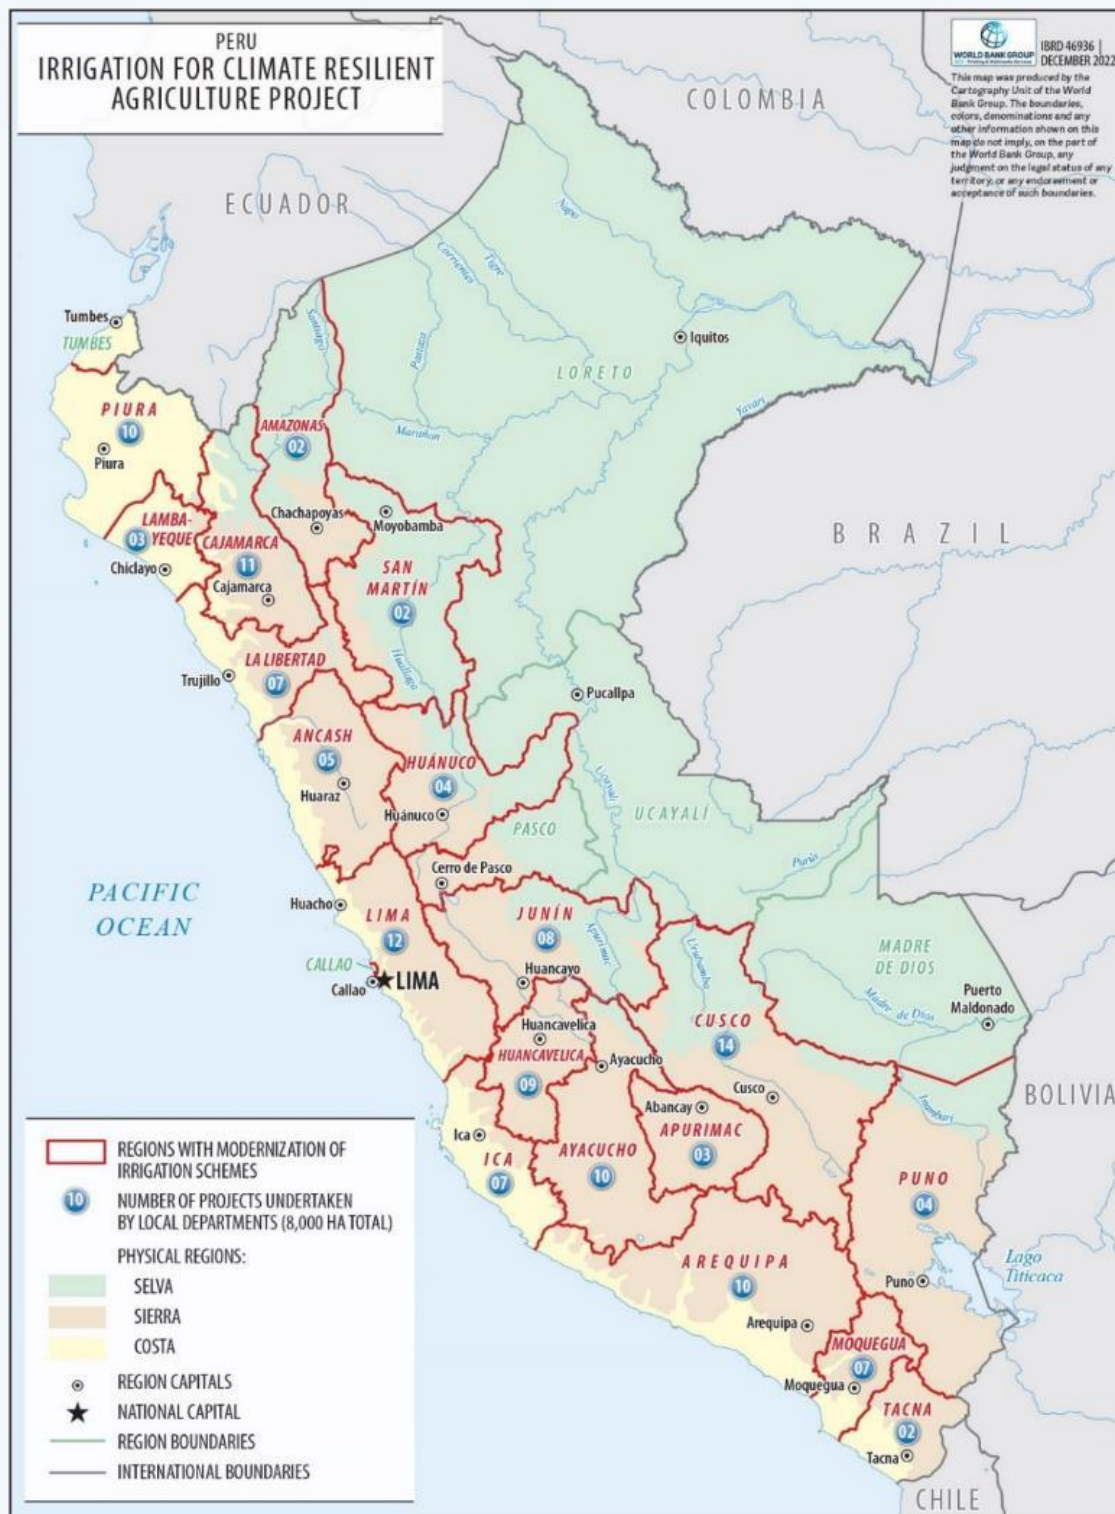 PERU
IRRIGATION FOR CLIMATE RESILIENT
AGRICULTURE PROJECT
WORLD BANK GROUP
IBRD 46936 |
DECEMBER 2022
This map was produced by the
Cartography Unit of the World
Bank Group. The boundaries,
colors, denominations and any
other information shown on this
map do not imply, on the part of
the World Bank Group, any
judgment on the legal status of any
territory, or any endorsement or
acceptance of such boundaries.
COLOMBIA
ECUADOR
Napo
Tigre
Corrientes
Santiago
Pastaza
Tumbes
TUMBES
Iquitos
LORETO
Yavari
PIURA
10
Piura
AMAZONAS
02
Marañon
LAMBA-
YEQUE
03
Chiclayo
CAJAMARCA
11
Cajamarca
Chachapoyas
Moyobamba
SAN
MARTÍN
02
Huallaga
BRAZIL
LA LIBERTAD
07
Trujillo
Pucallpa
ANCASH
05
Huaraz
HUÁNUCO
04
Huánuco
Ucayali
UCAYALÍ
PASCO
Purús
Cerro de Pasco
PACIFIC
OCEAN
Huacho
LIMA
12
JUNÍN
08
Apurimac
Urubamba
MADRE
DE DIOS
CALLAO
Callao
LIMA
Huancayo
Madre de Dios
Puerto
Maldonado
Huancavelica
HUANCAVELICA
09
Ayacucho
CUSCO
14
Cusco
Abancay
APURIMAC
03
Inambari
BOLIVIA
Ica
ICA
07
AYACUCHO
10
PUNO
04
Puno
Lago
Titicaca
AREQUIPA
10
Arequipa
MOQUEGUA
07
Moquegua
TACNA
02
Tacna
CHILE
REGIONS WITH MODERNIZATION OF
IRRIGATION SCHEMES
10
NUMBER OF PROJECTS UNDERTAKEN
BY LOCAL DEPARTMENTS (8,000 HA TOTAL)
PHYSICAL REGIONS:
SELVA
SIERRA
COSTA
REGION CAPITALS
NATIONAL CAPITAL
REGION BOUNDARIES
INTERNATIONAL BOUNDARIES